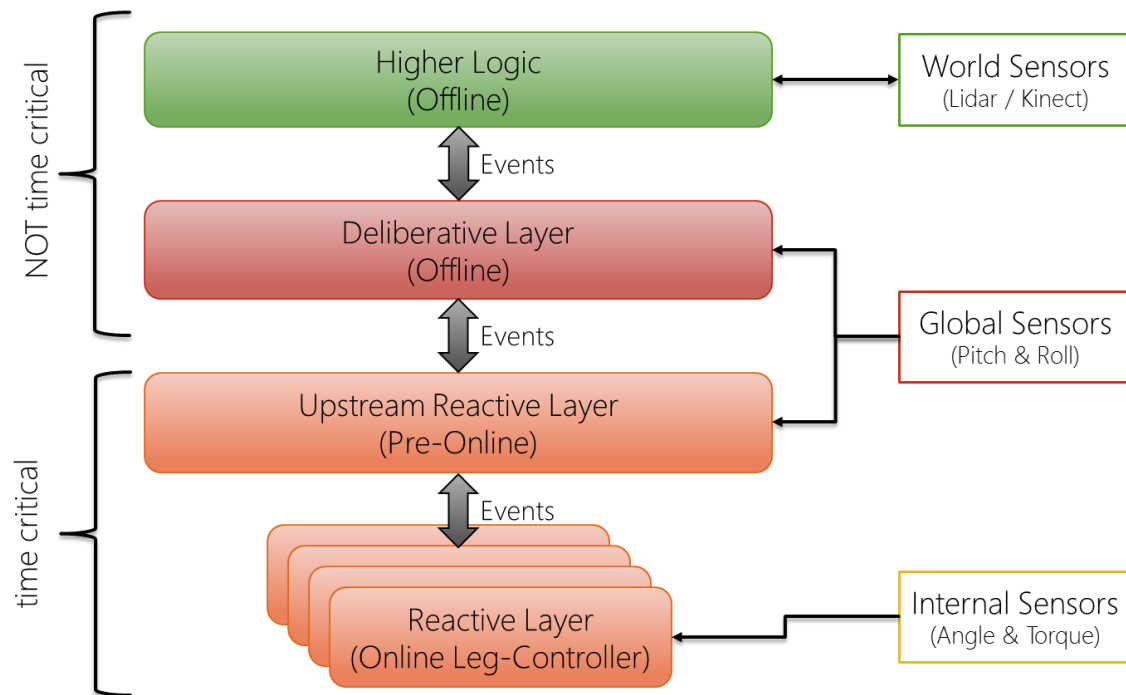 NOT time critical
Higher Logic
(Offline)
World Sensors
(Lidar / Kinect)
Events
Deliberative Layer
(Offline)
Events
Global Sensors
(Pitch & Roll)
time critical
Upstream Reactive Layer
(Pre-Online)
Events
Reactive Layer
(Online Leg-Controller)
Internal Sensors
(Angle & Torque)